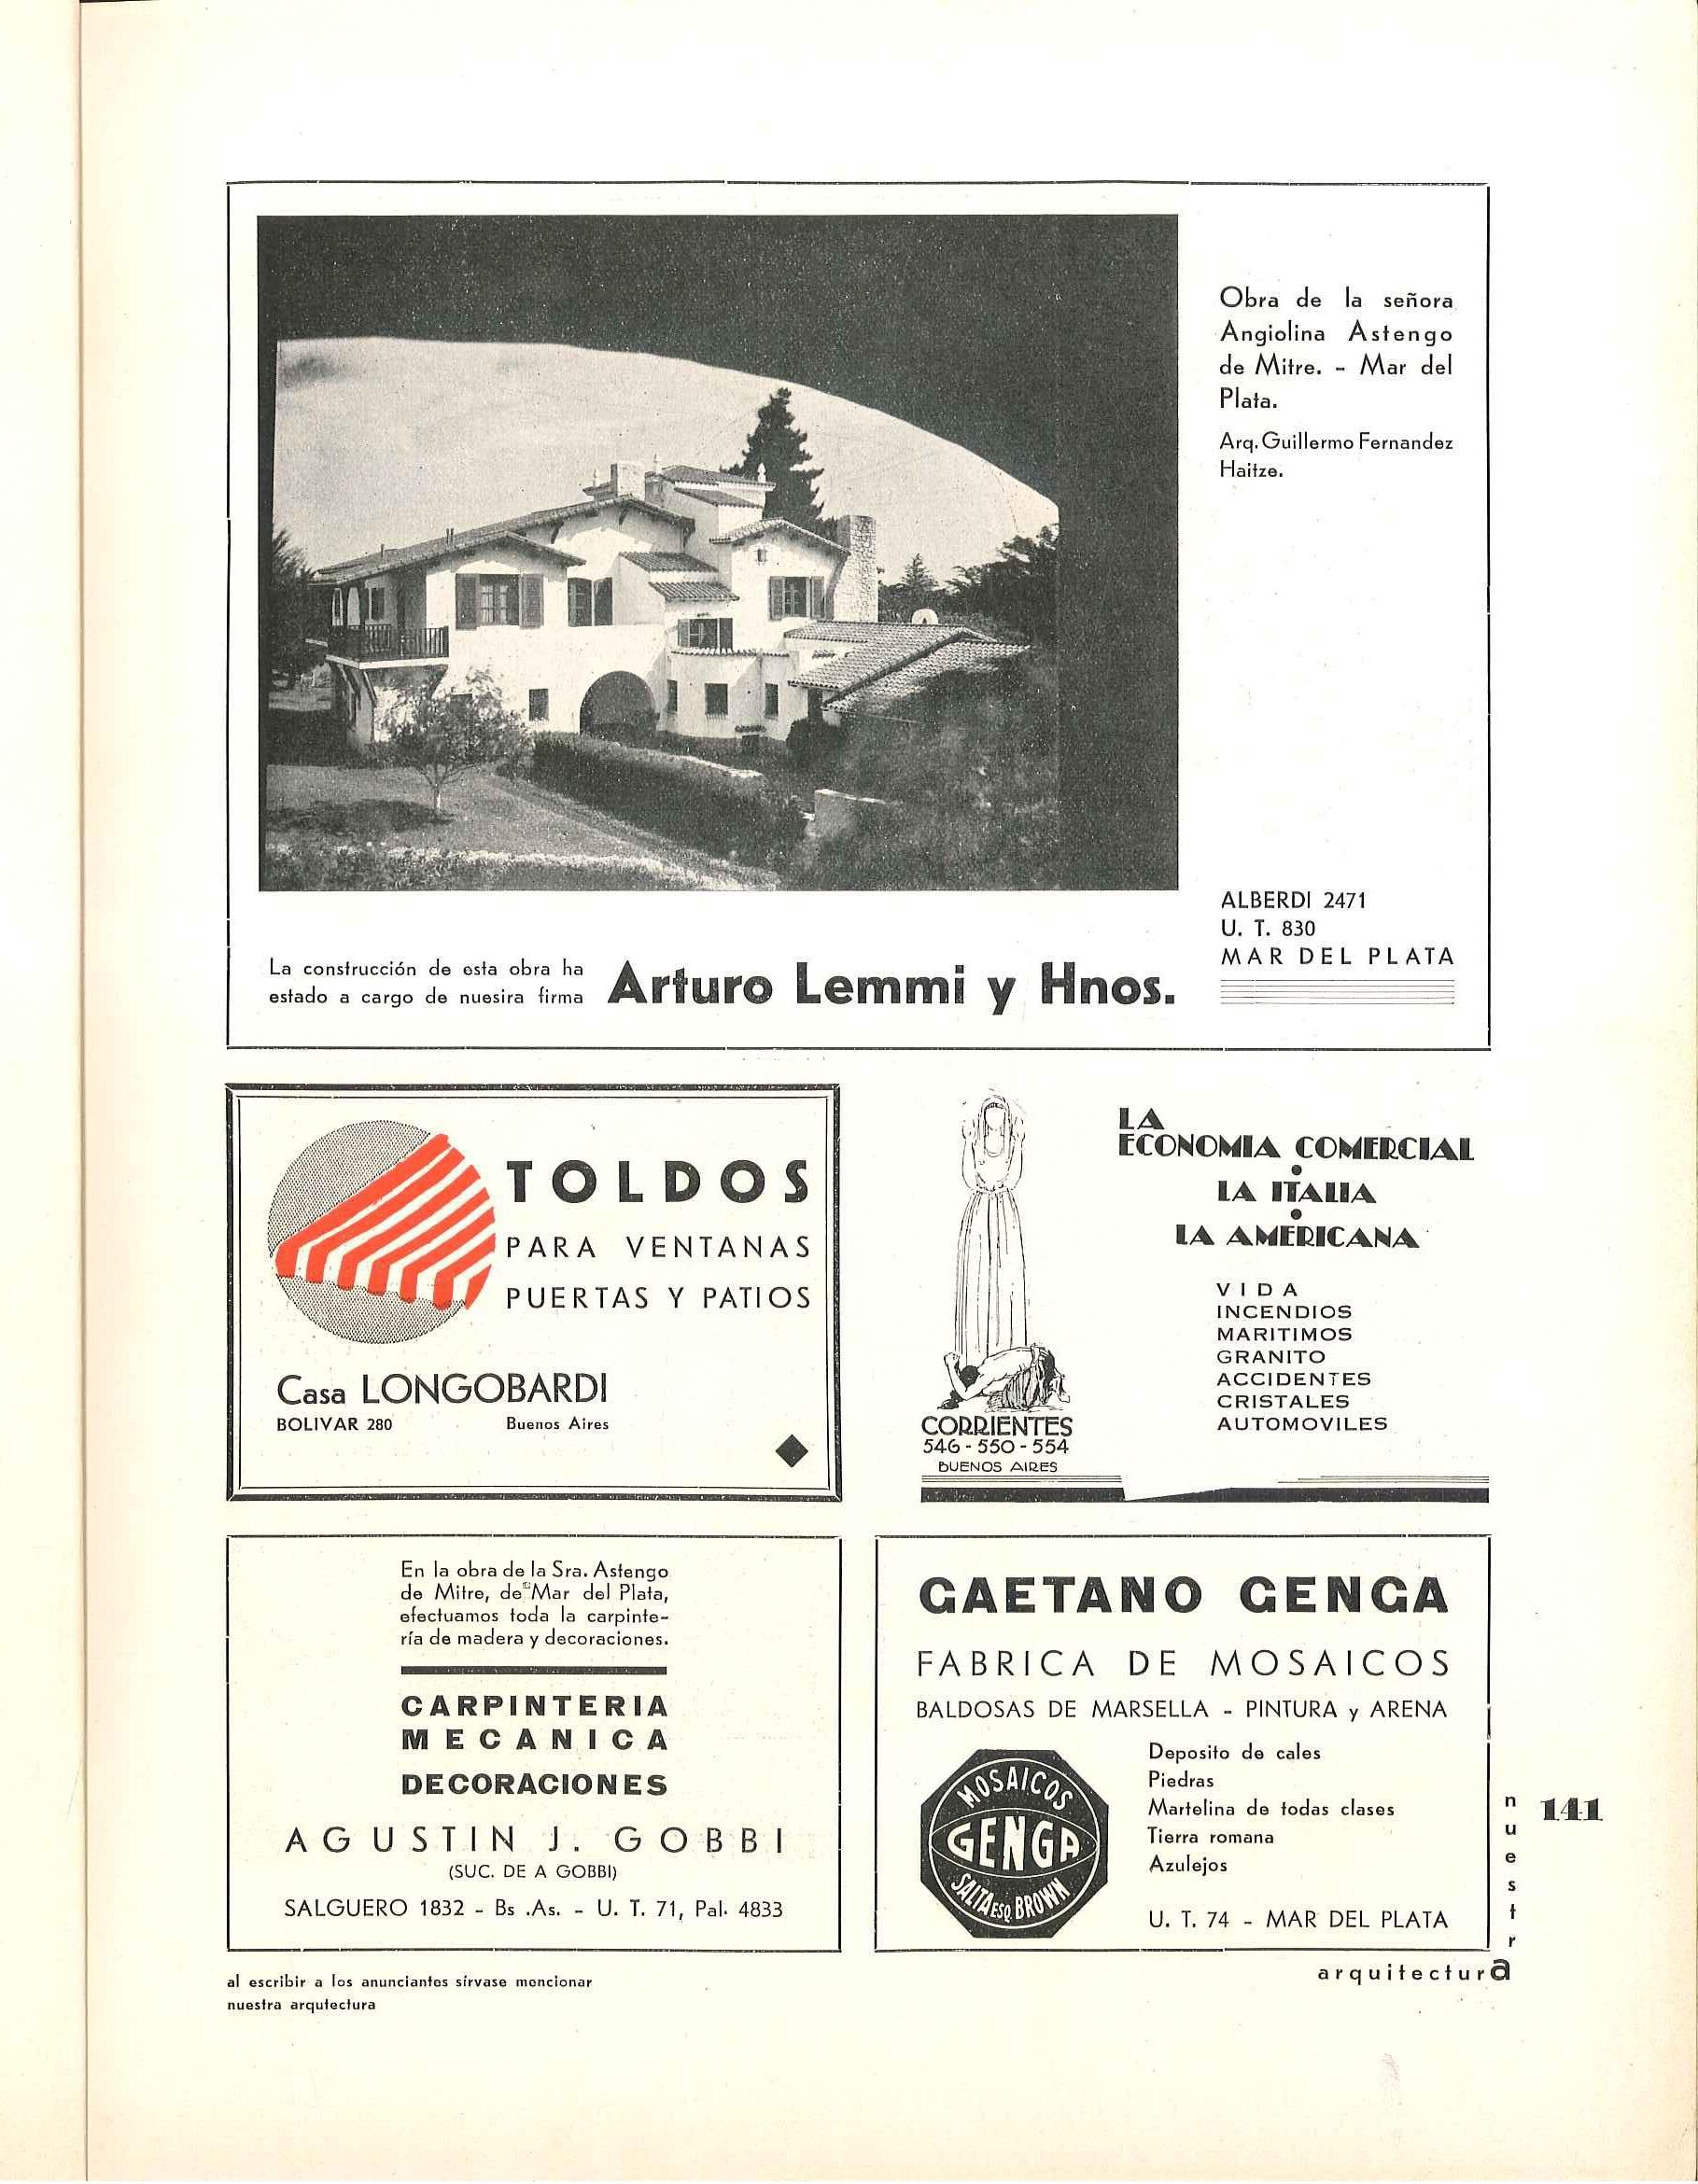 Obra de la señora
Angiolina Astengo
de Mitre. - Mar del
Plata.
Arq. Guillermo Fernandez
Haitze.
ALBERDI 2471
U. T. 830
MAR DEL PLATA
La construcción de esta obra ha
estado a cargo de nuesira firma
Arturo Lemmi y Hnos.
TOLDOS
PARA VENTANAS
PUERTAS Y PATIOS
Casa LONGOBARDI
BOLIVAR 280 Buenos Aires
LA
ECONOMIA COMERCIAL
LA ITALIA
LA AMERICANA
VIDA
INCENDIOS
MARITIMOS
GRANITO
ACCIDENTES
CRISTALES
AUTOMOVILES
CORRIENTES
546 - 550 - 554
BUENOS AIRES
En la obra de la Sra. Astengo
de Mitre, de Mar del Plata,
efectuamos toda la carpinte-
ría de madera y decoraciones.
CARPINTERIA
MECANICA
DECORACIONES
AGUSTIN J. GOBBI
(SUC. DE A GOBBI)
SALGUERO 1832 - Bs .As. - U. T. 71, Pal. 4833
GAETANO GENGA
FABRICA DE MOSAICOS
BALDOSAS DE MARSELLA - PINTURA y ARENA
MOSAICOS
GENGA
SALTA ESQ. BROWN
Deposito de cales
Piedras
Martelina de todas clases
Tierra romana
Azulejos
U. T. 74 - MAR DEL PLATA
141
nuestr
arquitectura
al escribir a los anunciantes sírvase mencionar
nuestra arqutectura